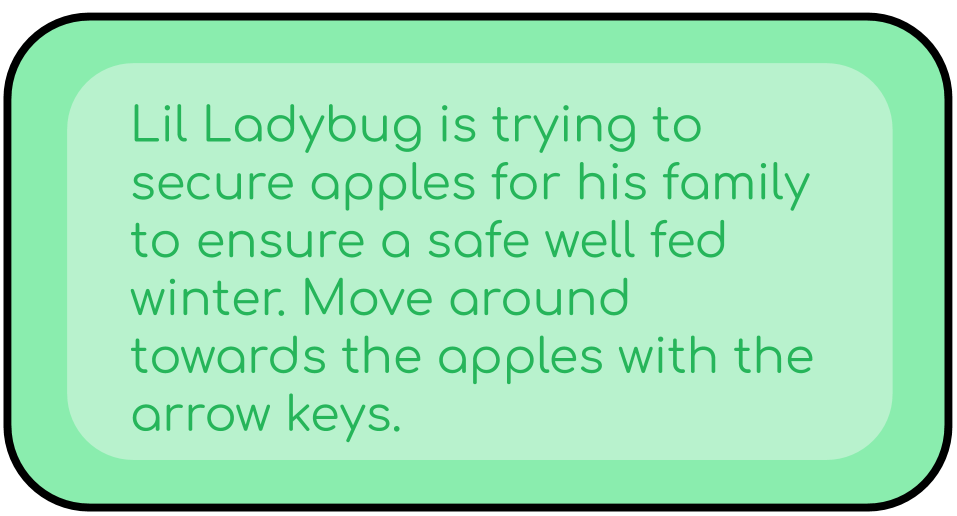 Lil Ladybug is trying to
secure apples for his family
to ensure a safe well fed
winter. Move around
towards the apples with the
arrow keys.